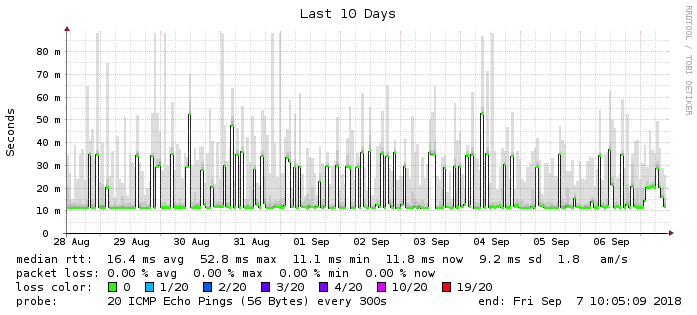 Last 10 Days
RRDTOOL / TOBI OETIKER
Seconds
80 m
70 m
60 m
50 m
40 m
30 m
20 m
10 m
0
28 Aug 29 Aug 30 Aug 31 Aug 01 Sep 02 Sep 03 Sep 04 Sep 05 Sep 06 Sep
median rtt: 16.4 ms avg 52.8 ms max 11.1 ms min 11.8 ms now 9.2 ms sd 1.8 am/s
packet loss: 0.00 % avg 0.00 % max 0.00 % min 0.00 % now
loss color: 0 1/20 2/20 3/20 4/20 10/20 19/20
probe: 20 ICMP Echo Pings (56 Bytes) every 300s end: Fri Sep 7 10:05:09 2018